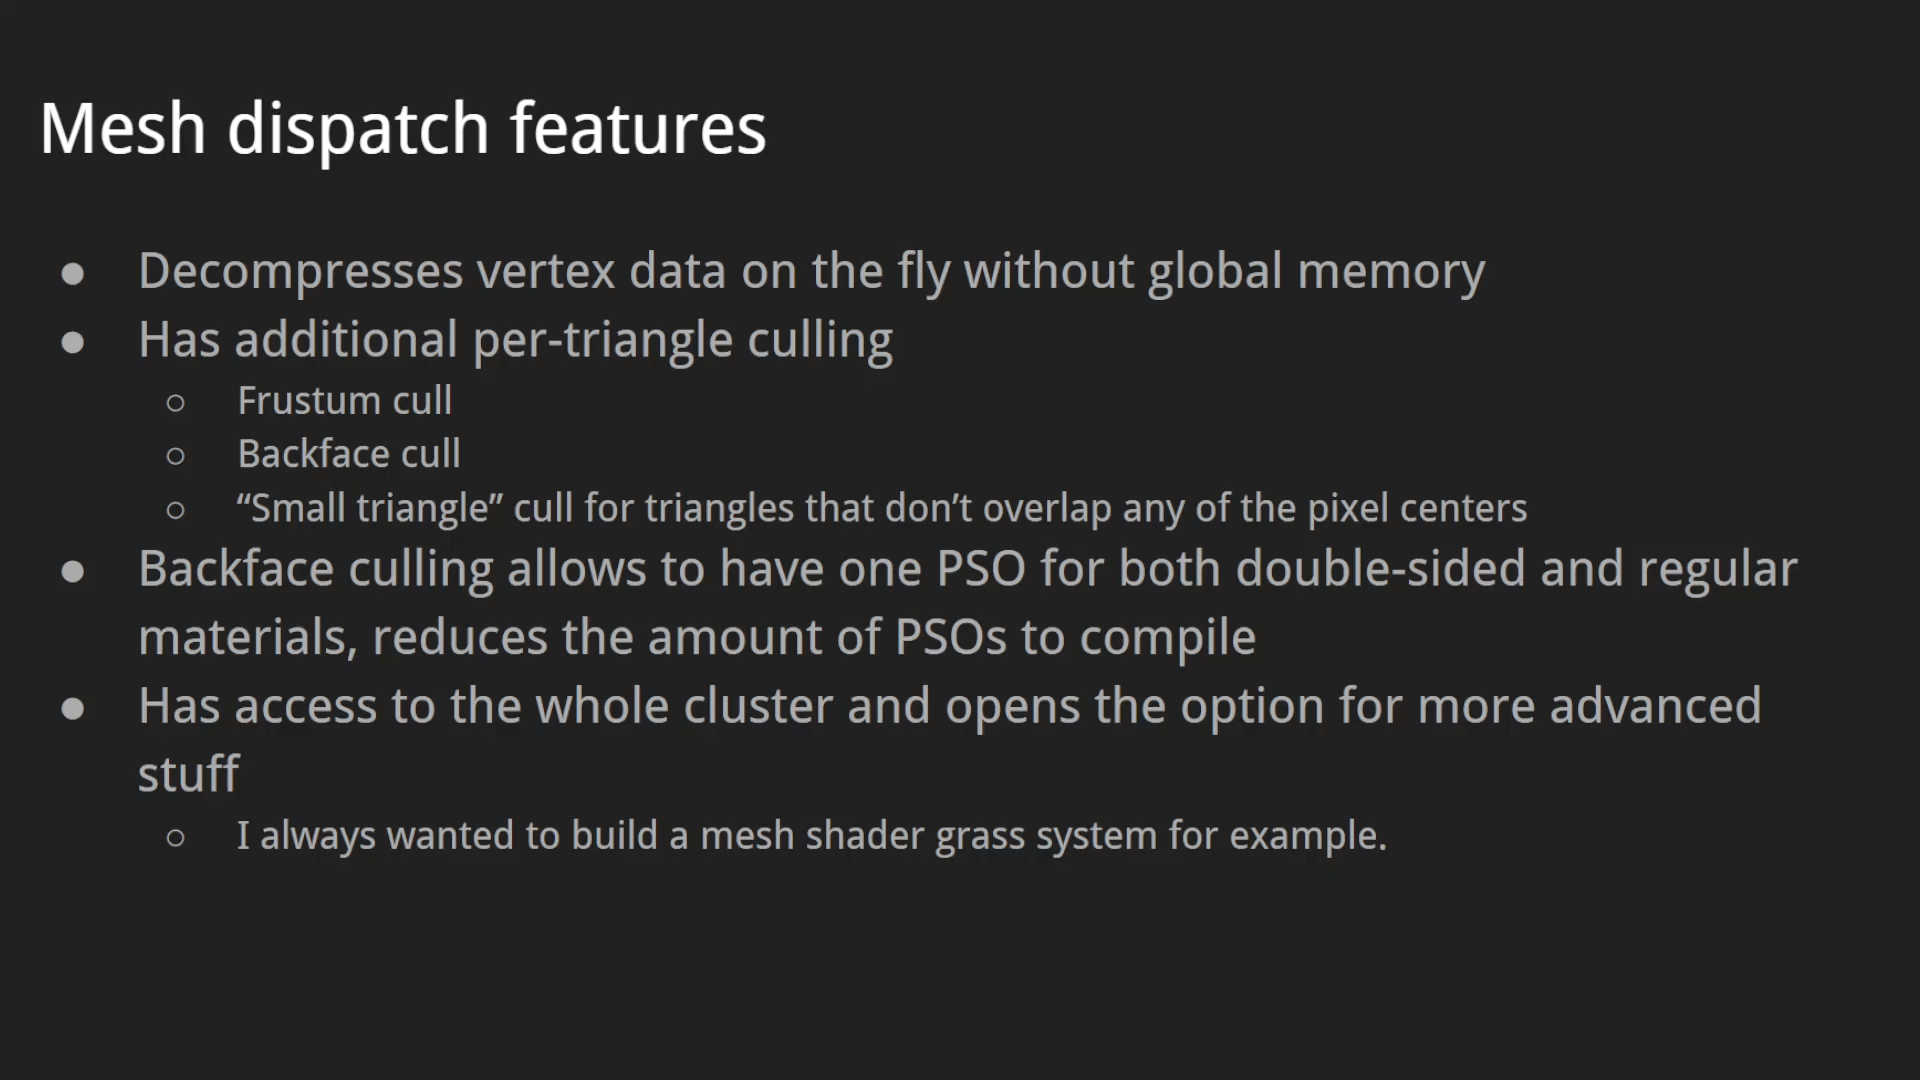 Mesh dispatch features
● Decompresses vertex data on the fly without global memory
● Has additional per-triangle culling
○ Frustum cull
○ Backface cull
○ “Small triangle” cull for triangles that don’t overlap any of the pixel centers
● Backface culling allows to have one PSO for both double-sided and regular
materials, reduces the amount of PSOs to compile
● Has access to the whole cluster and opens the option for more advanced
stuff
○ I always wanted to build a mesh shader grass system for example.